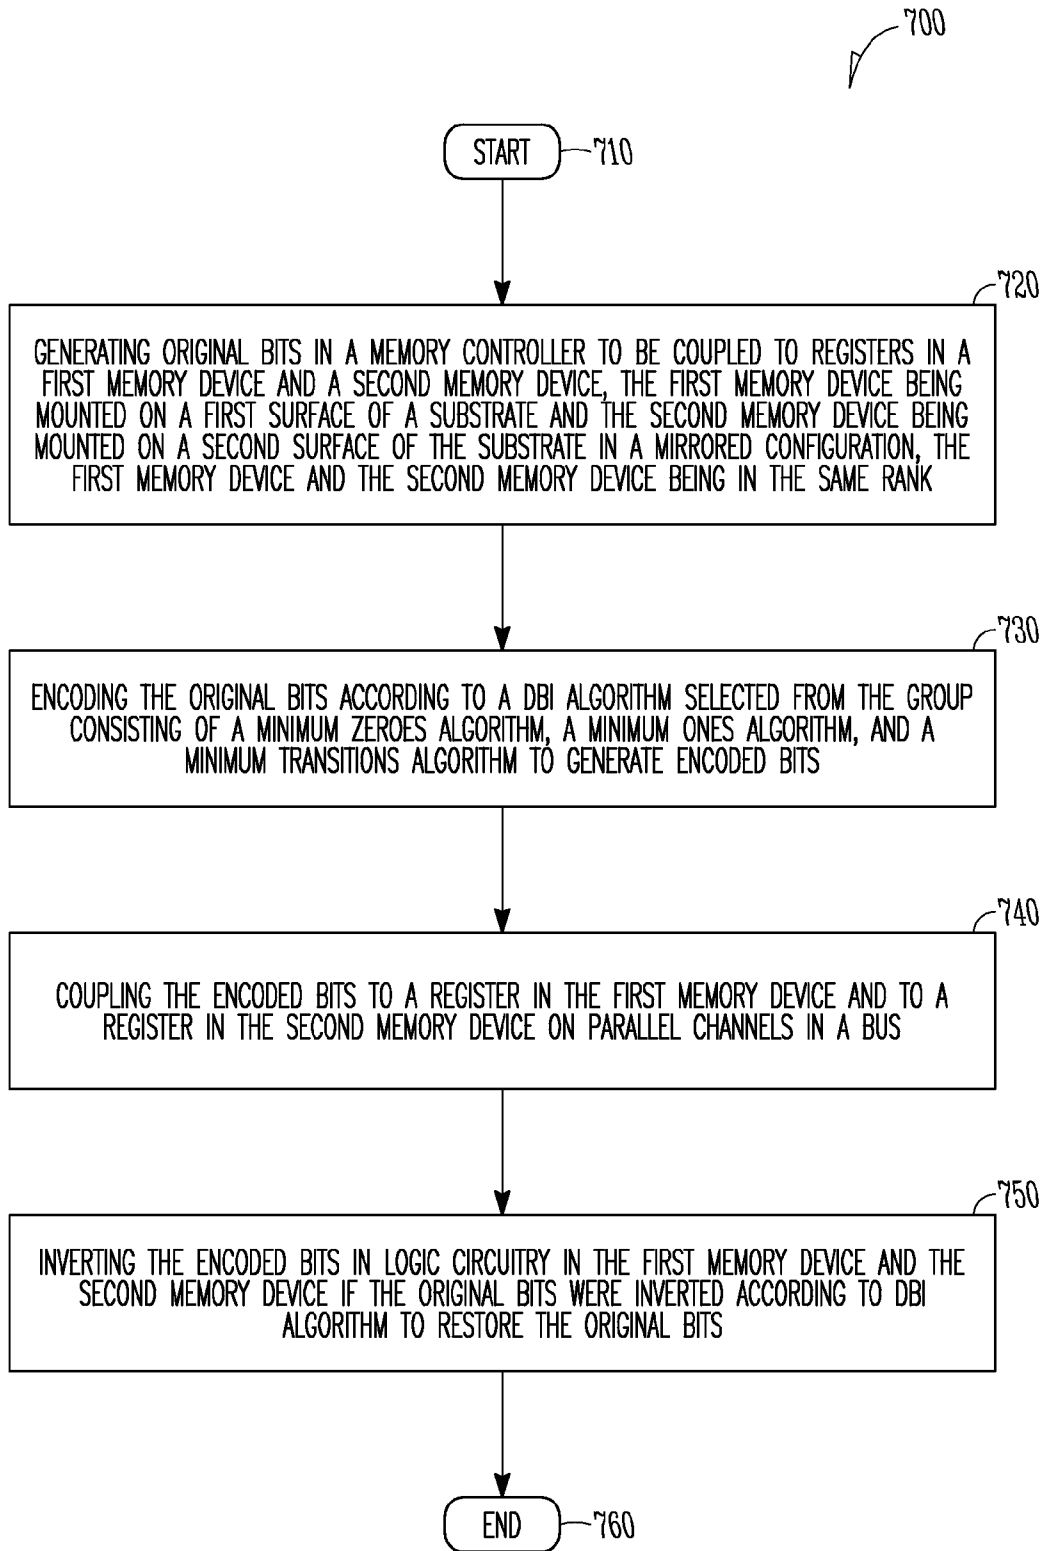 700
START
710
720
GENERATING ORIGINAL BITS IN A MEMORY CONTROLLER TO BE COUPLED TO REGISTERS IN A
FIRST MEMORY DEVICE AND A SECOND MEMORY DEVICE, THE FIRST MEMORY DEVICE BEING
MOUNTED ON A FIRST SURFACE OF A SUBSTRATE AND THE SECOND MEMORY DEVICE BEING
MOUNTED ON A SECOND SURFACE OF THE SUBSTRATE IN A MIRRORED CONFIGURATION, THE
FIRST MEMORY DEVICE AND THE SECOND MEMORY DEVICE BEING IN THE SAME RANK
730
ENCODING THE ORIGINAL BITS ACCORDING TO A DBI ALGORITHM SELECTED FROM THE GROUP
CONSISTING OF A MINIMUM ZEROES ALGORITHM, A MINIMUM ONES ALGORITHM, AND A
MINIMUM TRANSITIONS ALGORITHM TO GENERATE ENCODED BITS
740
COUPLING THE ENCODED BITS TO A REGISTER IN THE FIRST MEMORY DEVICE AND TO A
REGISTER IN THE SECOND MEMORY DEVICE ON PARALLEL CHANNELS IN A BUS
750
INVERTING THE ENCODED BITS IN LOGIC CIRCUITRY IN THE FIRST MEMORY DEVICE AND THE
SECOND MEMORY DEVICE IF THE ORIGINAL BITS WERE INVERTED ACCORDING TO DBI
ALGORITHM TO RESTORE THE ORIGINAL BITS
END
760